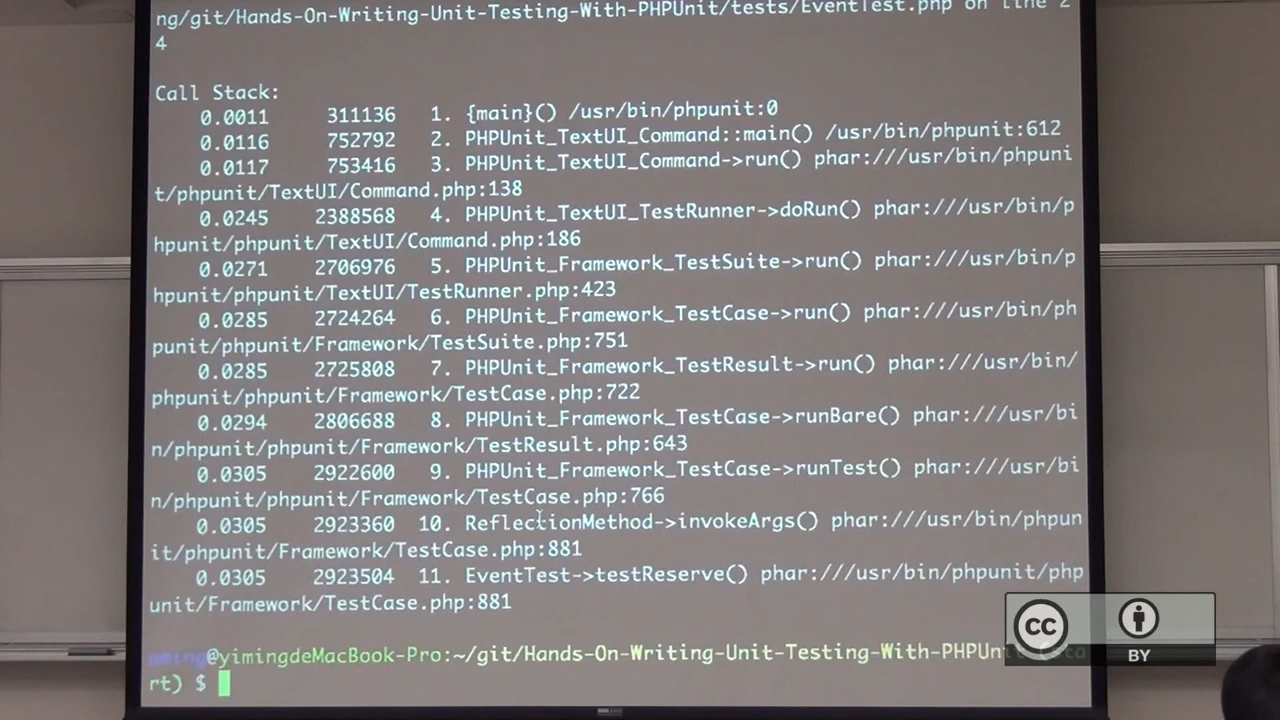 ng/git/Hands-On-Writing-Unit-Testing-With-PHPUnit/tests/EventTest.php on line 2
4
Call Stack:
0.0011 311136 1. {main}() /usr/bin/phpunit:0
0.0116 752792 2. PHPUnit_TextUI_Command::main() /usr/bin/phpunit:612
0.0117 753416 3. PHPUnit_TextUI_Command->run() phar:///usr/bin/phpuni
t/phpunit/TextUI/Command.php:138
0.0245 2388568 4. PHPUnit_TextUI_TestRunner->doRun() phar:///usr/bin/p
hpunit/phpunit/TextUI/Command.php:186
0.0271 2706976 5. PHPUnit_Framework_TestSuite->run() phar:///usr/bin/p
hpunit/phpunit/TextUI/TestRunner.php:423
0.0285 2724264 6. PHPUnit_Framework_TestCase->run() phar:///usr/bin/ph
punit/phpunit/Framework/TestSuite.php:751
0.0285 2725808 7. PHPUnit_Framework_TestResult->run() phar:///usr/bin/
phpunit/phpunit/Framework/TestCase.php:722
0.0294 2806688 8. PHPUnit_Framework_TestCase->runBare() phar:///usr/bi
n/phpunit/phpunit/Framework/TestResult.php:643
0.0305 2922600 9. PHPUnit_Framework_TestCase->runTest() phar:///usr/bi
n/phpunit/phpunit/Framework/TestCase.php:766
0.0305 2923360 10. ReflectionMethod->invokeArgs() phar:///usr/bin/phpun
it/phpunit/Framework/TestCase.php:881
0.0305 2923504 11. EventTest->testReserve() phar:///usr/bin/phpunit/php
unit/Framework/TestCase.php:881
@yimingdeMacBook-Pro:~/git/Hands-On-Writing-Unit-Testing-With-PHPUnit
rt) $
CC BY